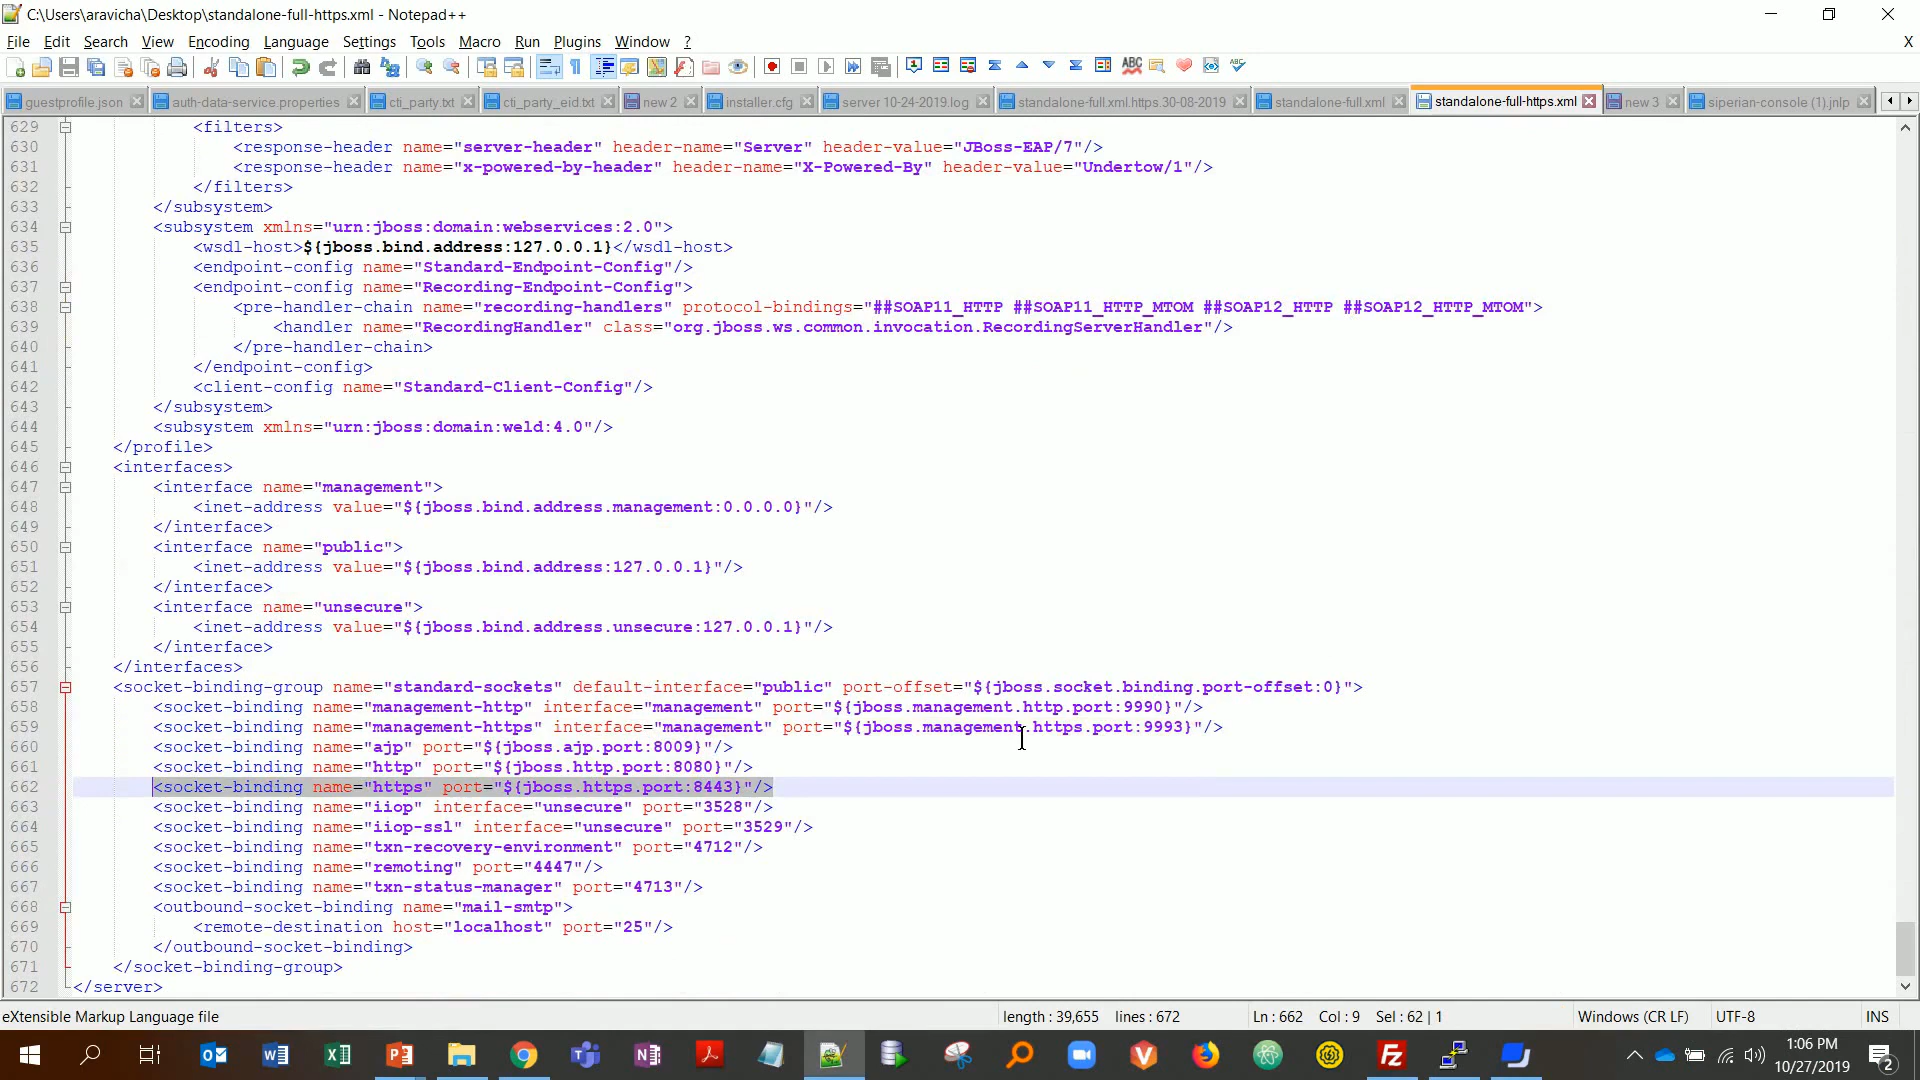 C:\Users\aravicha\Desktop\standalone-full-https.xml - Notepad++
File Edit Search View Encoding Language Settings Tools Macro Run Plugins Window ? X
guestprofile.json auth-data-service.properties cti_party.txt cti_party_eid.txt new 2 installer.cfg server 10-24-2019.log standalone-full.xml.https.30-08-2019 standalone-full.xml standalone-full-https.xml new 3 siperian-console (1).jnlp
629 <filters>
630 <response-header name="server-header" header-name="Server" header-value="JBoss-EAP/7"/>
631 <response-header name="x-powered-by-header" header-name="X-Powered-By" header-value="Undertow/1"/>
632 </filters>
633 </subsystem>
634 <subsystem xmlns="urn:jboss:domain:webservices:2.0">
635 <wsdl-host>${jboss.bind.address:127.0.0.1}</wsdl-host>
636 <endpoint-config name="Standard-Endpoint-Config"/>
637 <endpoint-config name="Recording-Endpoint-Config">
638 <pre-handler-chain name="recording-handlers" protocol-bindings="##SOAP11_HTTP ##SOAP11_HTTP_MTOM ##SOAP12_HTTP ##SOAP12_HTTP_MTOM">
639 <handler name="RecordingHandler" class="org.jboss.ws.common.invocation.RecordingServerHandler"/>
640 </pre-handler-chain>
641 </endpoint-config>
642 <client-config name="Standard-Client-Config"/>
643 </subsystem>
644 <subsystem xmlns="urn:jboss:domain:weld:4.0"/>
645 </profile>
646 <interfaces>
647 <interface name="management">
648 <inet-address value="${jboss.bind.address.management:0.0.0.0}"/>
649 </interface>
650 <interface name="public">
651 <inet-address value="${jboss.bind.address:127.0.0.1}"/>
652 </interface>
653 <interface name="unsecure">
654 <inet-address value="${jboss.bind.address.unsecure:127.0.0.1}"/>
655 </interface>
656 </interfaces>
657 <socket-binding-group name="standard-sockets" default-interface="public" port-offset="${jboss.socket.binding.port-offset:0}">
658 <socket-binding name="management-http" interface="management" port="${jboss.management.http.port:9990}"/>
659 <socket-binding name="management-https" interface="management" port="${jboss.management.https.port:9993}"/>
660 <socket-binding name="ajp" port="${jboss.ajp.port:8009}"/>
661 <socket-binding name="http" port="${jboss.http.port:8080}"/>
662 <socket-binding name="https" port="${jboss.https.port:8443}"/>
663 <socket-binding name="iiop" interface="unsecure" port="3528"/>
664 <socket-binding name="iiop-ssl" interface="unsecure" port="3529"/>
665 <socket-binding name="txn-recovery-environment" port="4712"/>
666 <socket-binding name="remoting" port="4447"/>
667 <socket-binding name="txn-status-manager" port="4713"/>
668 <outbound-socket-binding name="mail-smtp">
669 <remote-destination host="localhost" port="25"/>
670 </outbound-socket-binding>
671 </socket-binding-group>
672 </server>
eXtensible Markup Language file length : 39,655 lines : 672 Ln : 662 Col : 9 Sel : 62 | 1 Windows (CR LF) UTF-8 INS
1:06 PM
10/27/2019
2